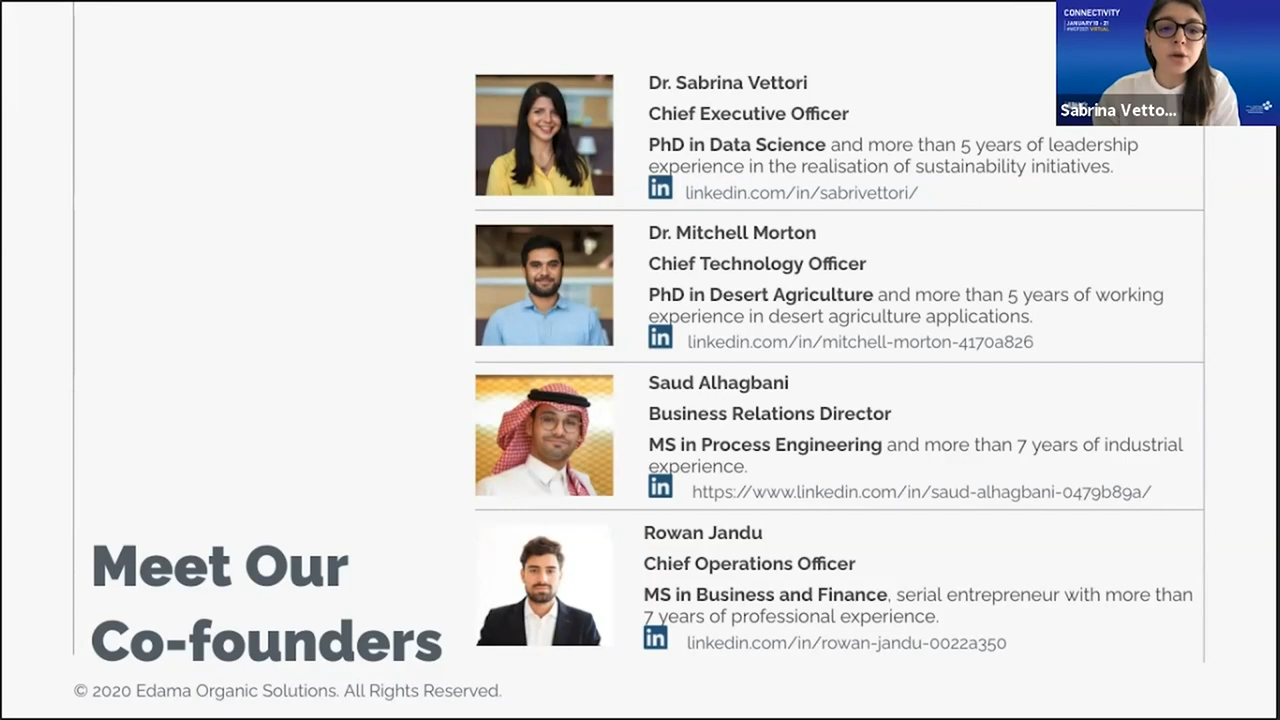 CONNECTIVITY
Sabrina Vetto...
Dr. Sabrina Vettori
Chief Executive Officer
PhD in Data Science and more than 5 years of leadership
experience in the realisation of sustainability initiatives.
in linkedin.com/in/sabrivettori/
Dr. Mitchell Morton
Chief Technology Officer
PhD in Desert Agriculture and more than 5 years of working
experience in desert agriculture applications.
in linkedin.com/in/mitchell-morton-4170a826
Saud Alhagbani
Business Relations Director
MS in Process Engineering and more than 7 years of industrial
experience.
in https://www.linkedin.com/in/saud-alhagbani-0479b89a/
Rowan Jandu
Chief Operations Officer
MS in Business and Finance, serial entrepreneur with more than
7 years of professional experience.
in linkedin.com/in/rowan-jandu-0022a350
Meet Our
Co-founders
© 2020 Edama Organic Solutions. All Rights Reserved.